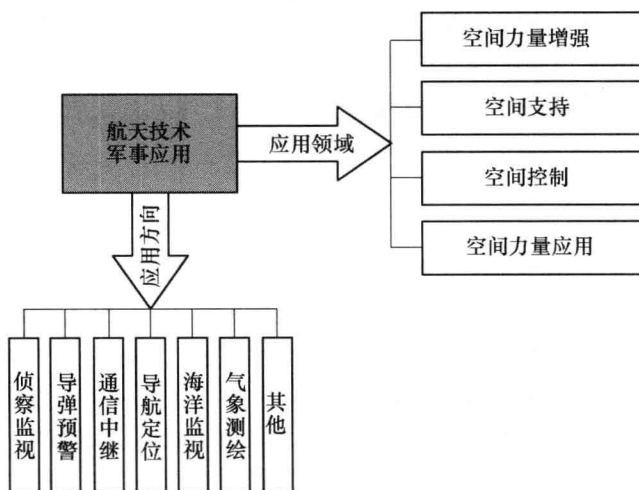 航天技术
军事应用
应用领域
空间力量增强
空间支持
空间控制
空间力量应用
应用方向
侦察监视
导弹预警
通信中继
导航定位
海洋监视
气象测绘
其他